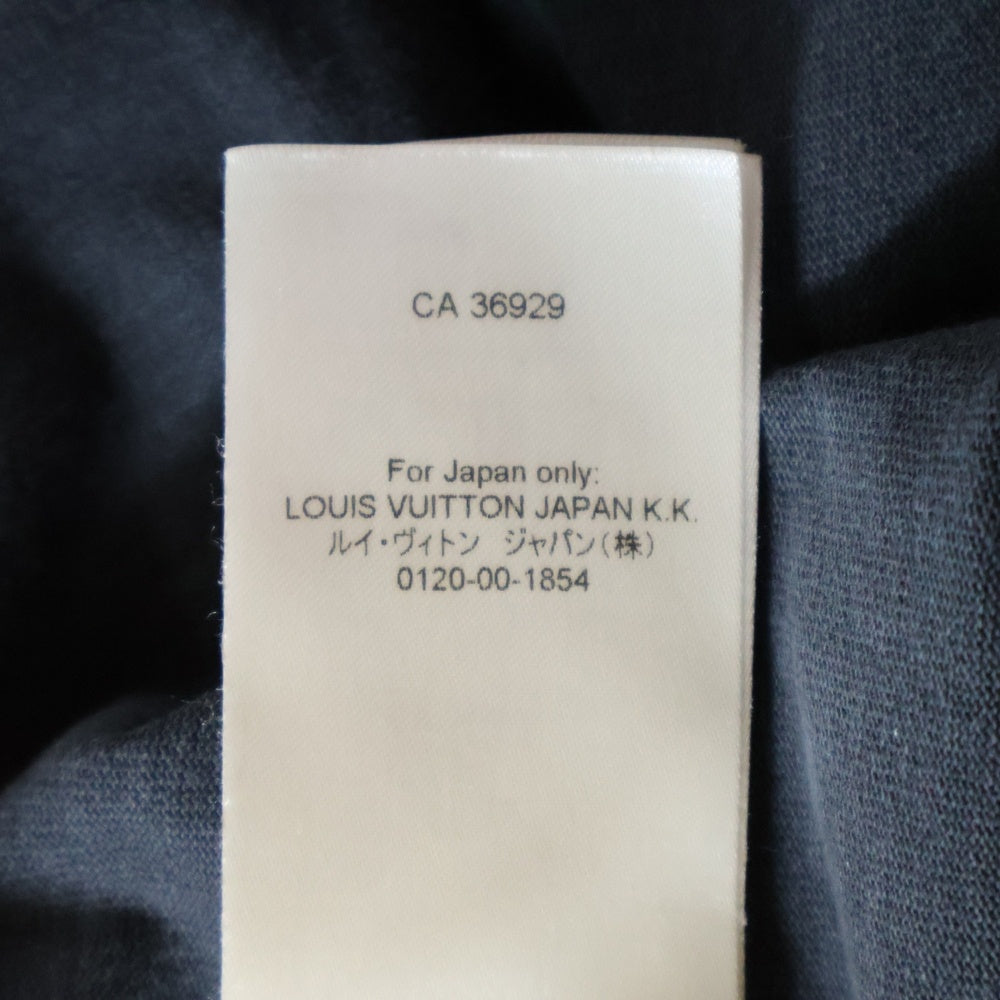 CA 36929
For Japan only:
LOUIS VUITTON JAPAN K.K.
ルイ・ヴィトン　ジャパン(株)
0120-00-1854